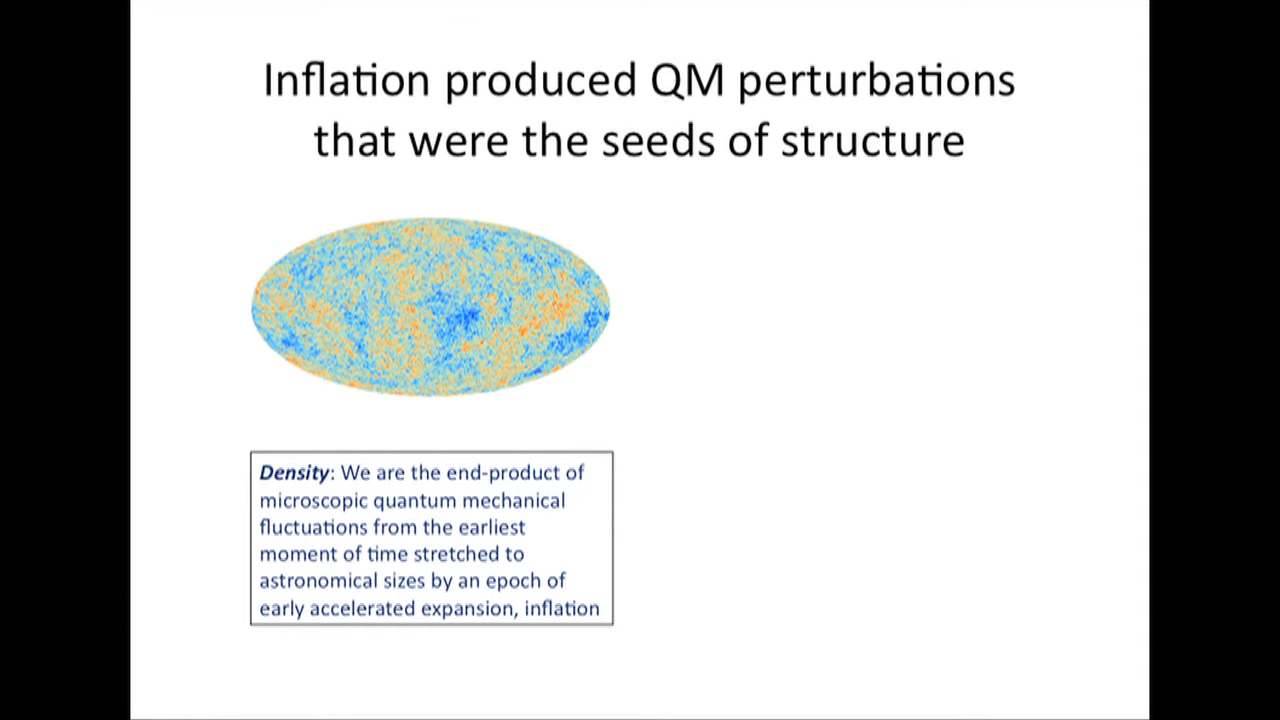 Inflation produced QM perturbations
that were the seeds of structure
Density: We are the end-product of
microscopic quantum mechanical
fluctuations from the earliest
moment of time stretched to
astronomical sizes by an epoch of
early accelerated expansion, inflation